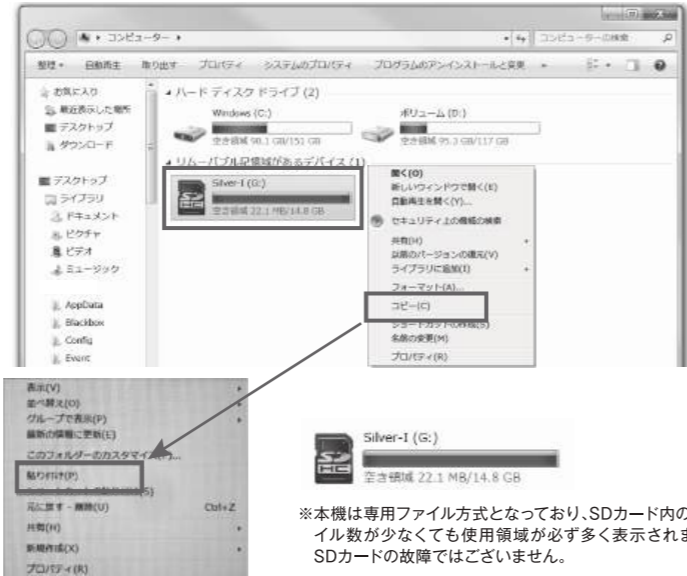 コンピューター
コンピューターの検索
整理 自動再生 取り出す プロパティ システムのプロパティ プログラムのアンインストールと変更
お気に入り
最近表示した場所
デスクトップ
ダウンロード
デスクトップ
ライブラリ
ドキュメント
ピクチャ
ビデオ
ミュージック
AppData
Blackbox
Config
Event
ハード ディスク ドライブ (2)
Windows (C:)
空き領域 90.1 GB/151 GB
ボリューム (D:)
空き領域 95.3 GB/117 GB
リムーバブル記憶域があるデバイス (1)
Silver-I (G:)
空き領域 22.1 MB/14.8 GB
開く(O)
新しいウィンドウで開く(E)
自動再生を開く(Y)...
セキュリティ上の脅威の検索
共有(H)
以前のバージョンの復元(V)
ライブラリに追加(I)
フォーマット(A)...
コピー(C)
ショートカットの作成(S)
名前の変更(M)
プロパティ(R)
表示(V)
並べ替え(O)
グループで表示(P)
最新の情報に更新(E)
このフォルダーのカスタマイズ(F)...
貼り付け(P)
元に戻す - 削除(U) Ctrl+Z
共有(H)
新規作成(X)
プロパティ(R)
Silver-I (G:)
空き領域 22.1 MB/14.8 GB
※本機は専用ファイル方式となっており、SDカード内の
イル数が少なくても使用領域が必ず多く表示されま
SDカードの故障ではございません。